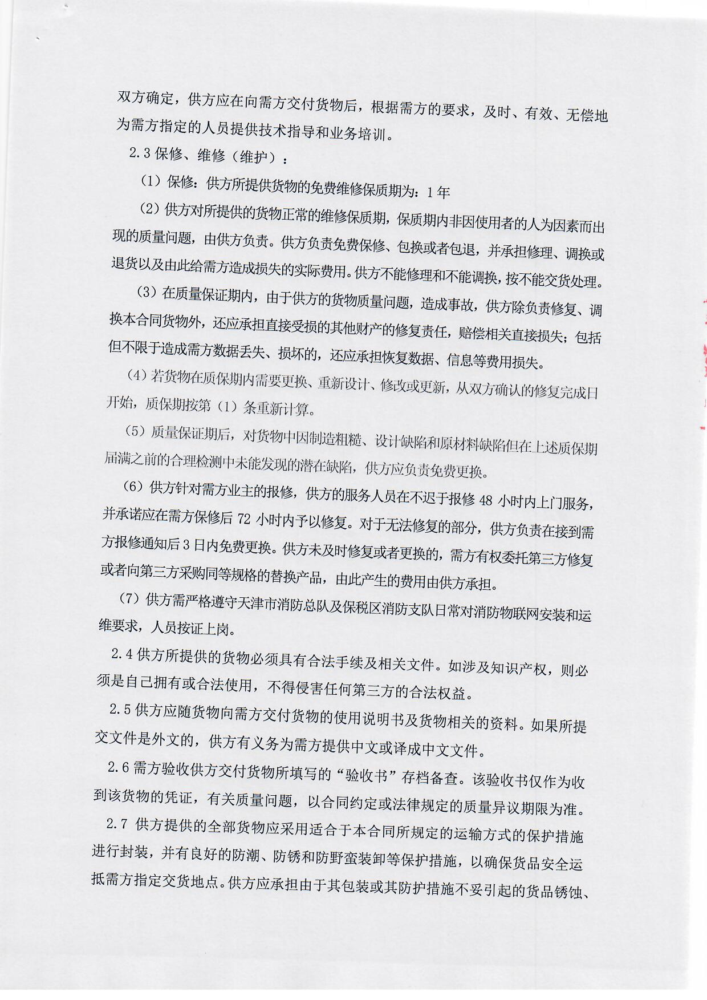 双方确定，供方应在向需方交付货物后，根据需方的要求，及时、有效、无偿地
为需方指定的人员提供技术指导和业务培训。
2.3 保修、维修（维护）：
（1）保修：供方所提供货物的免费维修保质期为：1 年
（2）供方对所提供的货物正常的维修保质期，保质期内非因使用者的人为因素而出
现的质量问题，由供方负责。供方负责免费保修、包换或者包退，并承担修理、调换或
退货以及由此给需方造成损失的实际费用。供方不能修理和不能调换，按不能交货处理。
（3）在质量保证期内，由于供方的货物质量问题，造成事故，供方除负责修复、调
换本合同货物外，还应承担直接受损的其他财产的修复责任，赔偿相关直接损失；包括
但不限于造成需方数据丢失、损坏的，还应承担恢复数据、信息等费用损失。
（4）若货物在质保期内需要更换、重新设计、修改或更新，从双方确认的修复完成日
开始，质保期按第（1）条重新计算。
（5）质量保证期后，对货物中因制造粗糙、设计缺陷和原材料缺陷但在上述质保期
届满之前的合理检测中未能发现的潜在缺陷，供方应负责免费更换。
（6）供方针对需方业主的报修，供方的服务人员在不迟于报修 48 小时内上门服务，
并承诺应在需方保修后 72 小时内予以修复。对于无法修复的部分，供方负责在接到需
方报修通知后 3 日内免费更换。供方未及时修复或者更换的，需方有权委托第三方修复
或者向第三方采购同等规格的替换产品，由此产生的费用由供方承担。
（7）供方需严格遵守天津市消防总队及保税区消防支队日常对消防物联网安装和运
维要求，人员按证上岗。
2.4 供方所提供的货物必须具有合法手续及相关文件。如涉及知识产权，则必
须是自己拥有或合法使用，不得侵害任何第三方的合法权益。
2.5 供方应随货物向需方交付货物的使用说明书及货物相关的资料。如果所提
交文件是外文的，供方有义务为需方提供中文或译成中文文件。
2.6 需方验收供方交付货物所填写的“验收书”存档备查。该验收书仅作为收
到该货物的凭证，有关质量问题，以合同约定或法律规定的质量异议期限为准。
2.7 供方提供的全部货物应采用适合于本合同所规定的运输方式的保护措施
进行封装，并有良好的防潮、防锈和防野蛮装卸等保护措施，以确保货品安全运
抵需方指定交货地点。供方应承担由于其包装或其防护措施不妥引起的货品锈蚀、